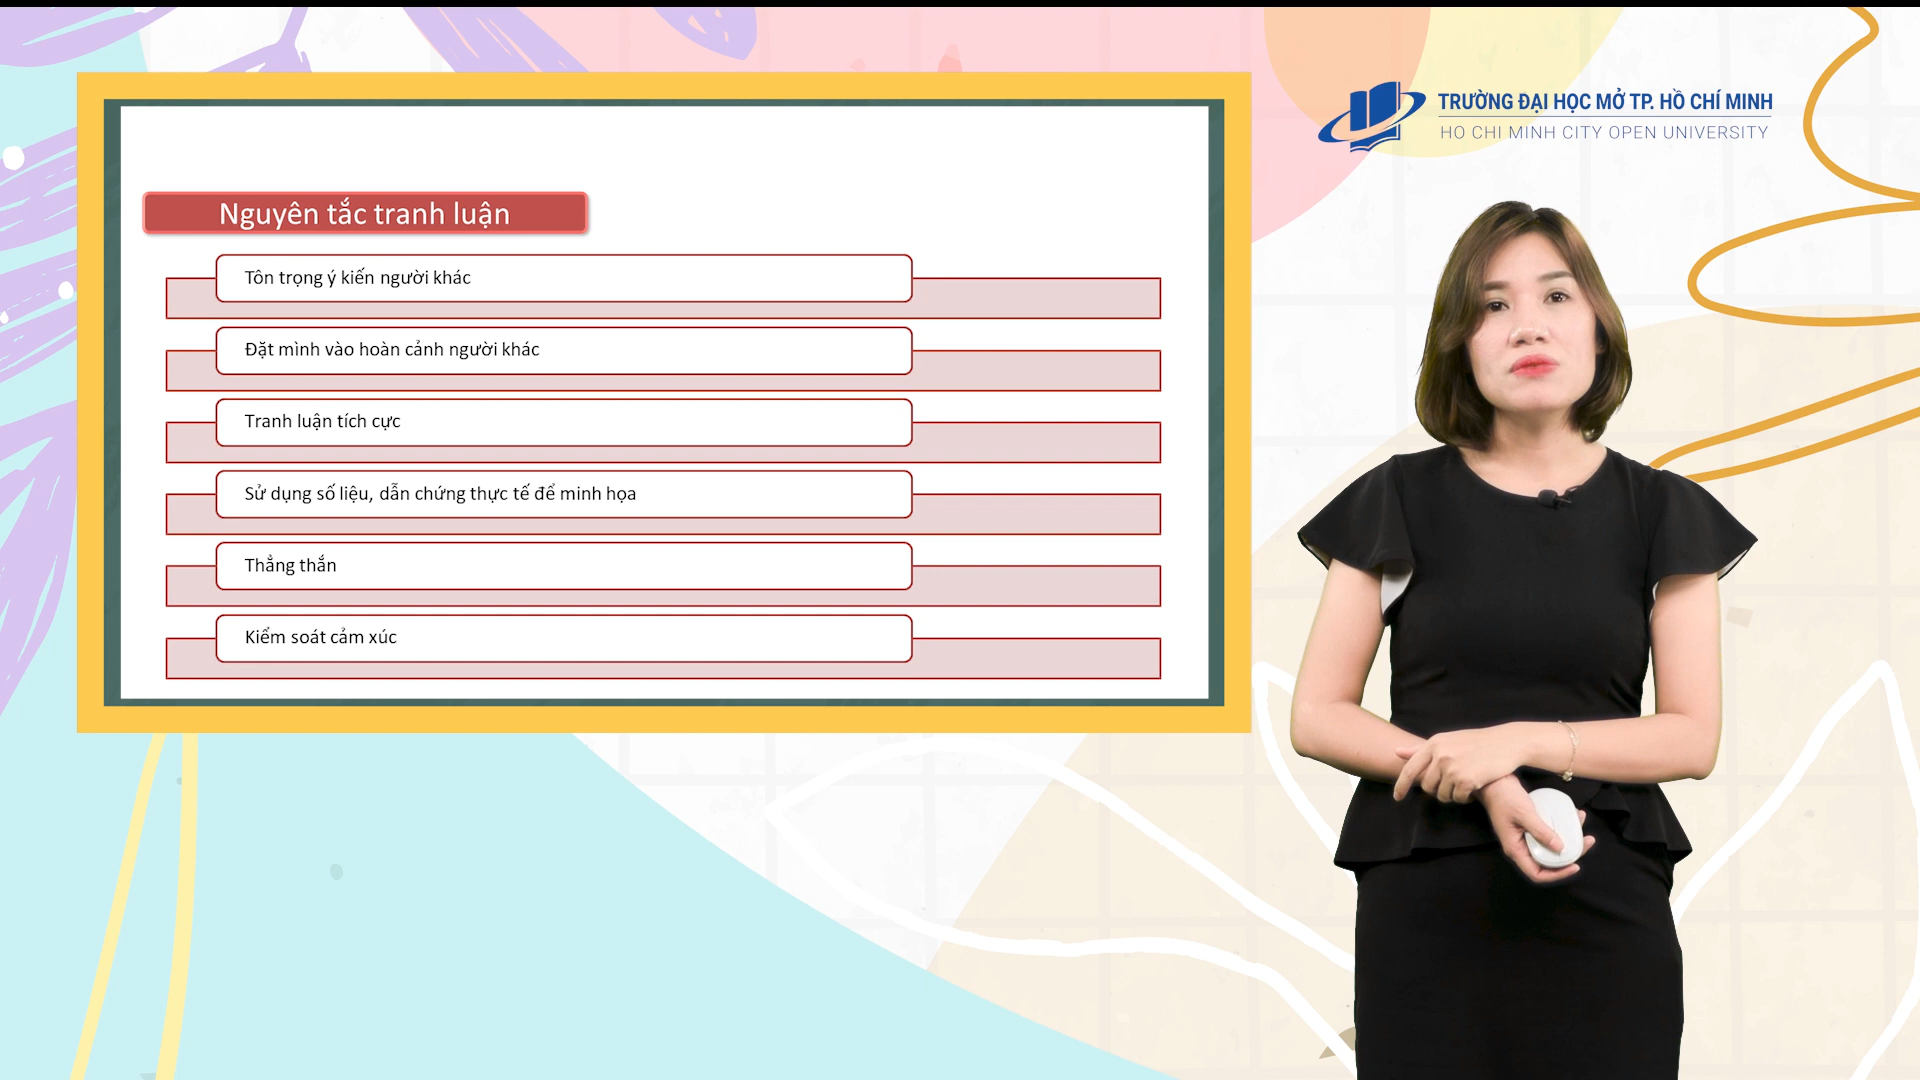 TRƯỜNG ĐẠI HỌC MỞ TP. HỒ CHÍ MINH
HO CHI MINH CITY OPEN UNIVERSITY
Nguyên tắc tranh luận
Tôn trọng ý kiến người khác
Đặt mình vào hoàn cảnh người khác
Tranh luận tích cực
Sử dụng số liệu, dẫn chứng thực tế để minh họa
Thẳng thắn
Kiểm soát cảm xúc